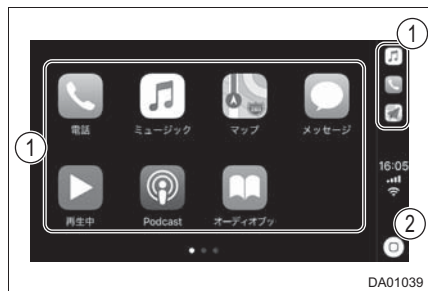 1
電話
ミュージック
マップ
メッセージ
1
再生中
Podcast
オーディオブッ
16:05
2
DA01039